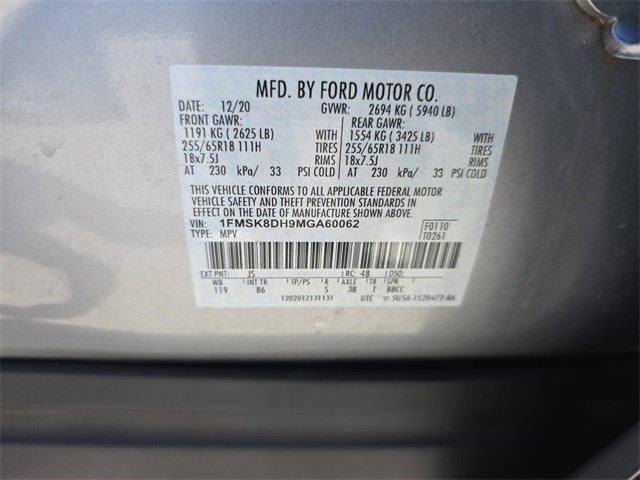 MFD. BY FORD MOTOR CO.
DATE: 12/20 GVWR: 2694 KG ( 5940 LB)
FRONT GAWR: REAR GAWR:
1191 KG ( 2625 LB) WITH 1554 KG ( 3425 LB) WITH
255/65R18 111H TIRES 255/65R18 111H TIRES
18x7.5J RIMS 18x7.5J RIMS
AT 230 kPa/ 33 PSI COLD AT 230 kPa/ 33 PSI COLD
THIS VEHICLE CONFORMS TO ALL APPLICABLE FEDERAL MOTOR
VEHICLE SAFETY AND THEFT PREVENTION STANDARDS IN
EFFECT ON THE DATE OF MANUFACTURE SHOWN ABOVE.
VIN: 1FMSK8DH9MGA60062 F0110
TYPE: MPV T0261
EXT PNT: JS RC: 48 DSO:
WB INT TR TP/PS R AXLE TR SPR
119 B6 S 3B T BBCC
1202012131131 UTC